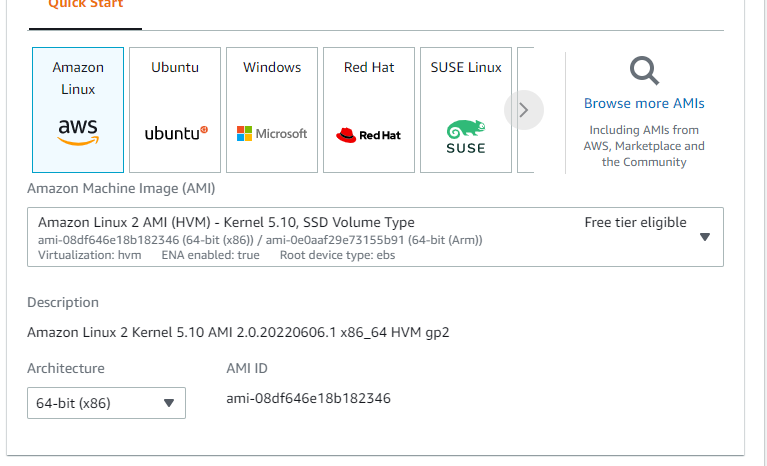 Quick Start
Amazon Linux
aws
Ubuntu
ubuntu
Windows
Microsoft
Red Hat
Red Hat
SUSE Linux
SUSE
Browse more AMIs
Including AMIs from
AWS, Marketplace and
the Community
Amazon Machine Image (AMI)
Amazon Linux 2 AMI (HVM) - Kernel 5.10, SSD Volume Type
Free tier eligible
ami-08df646e18b182346 (64-bit (x86)) / ami-0e0aaf29e73155b91 (64-bit (Arm))
Virtualization: hvm ENA enabled: true Root device type: ebs
Description
Amazon Linux 2 Kernel 5.10 AMI 2.0.20220606.1 x86_64 HVM gp2
Architecture
AMI ID
64-bit (x86)
ami-08df646e18b182346